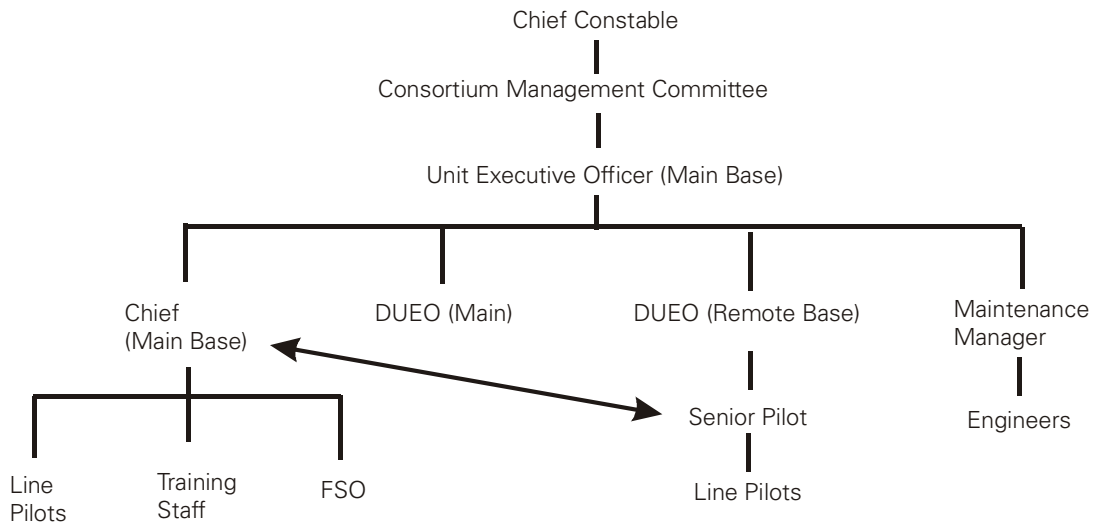 Chief Constable
Consortium Management Committee
Unit Executive Officer (Main Base)
Chief
(Main Base)
DUEO (Main)
DUEO (Remote Base)
Maintenance
Manager
Senior Pilot
Engineers
Line
Pilots
Training
Staff
FSO
Line Pilots